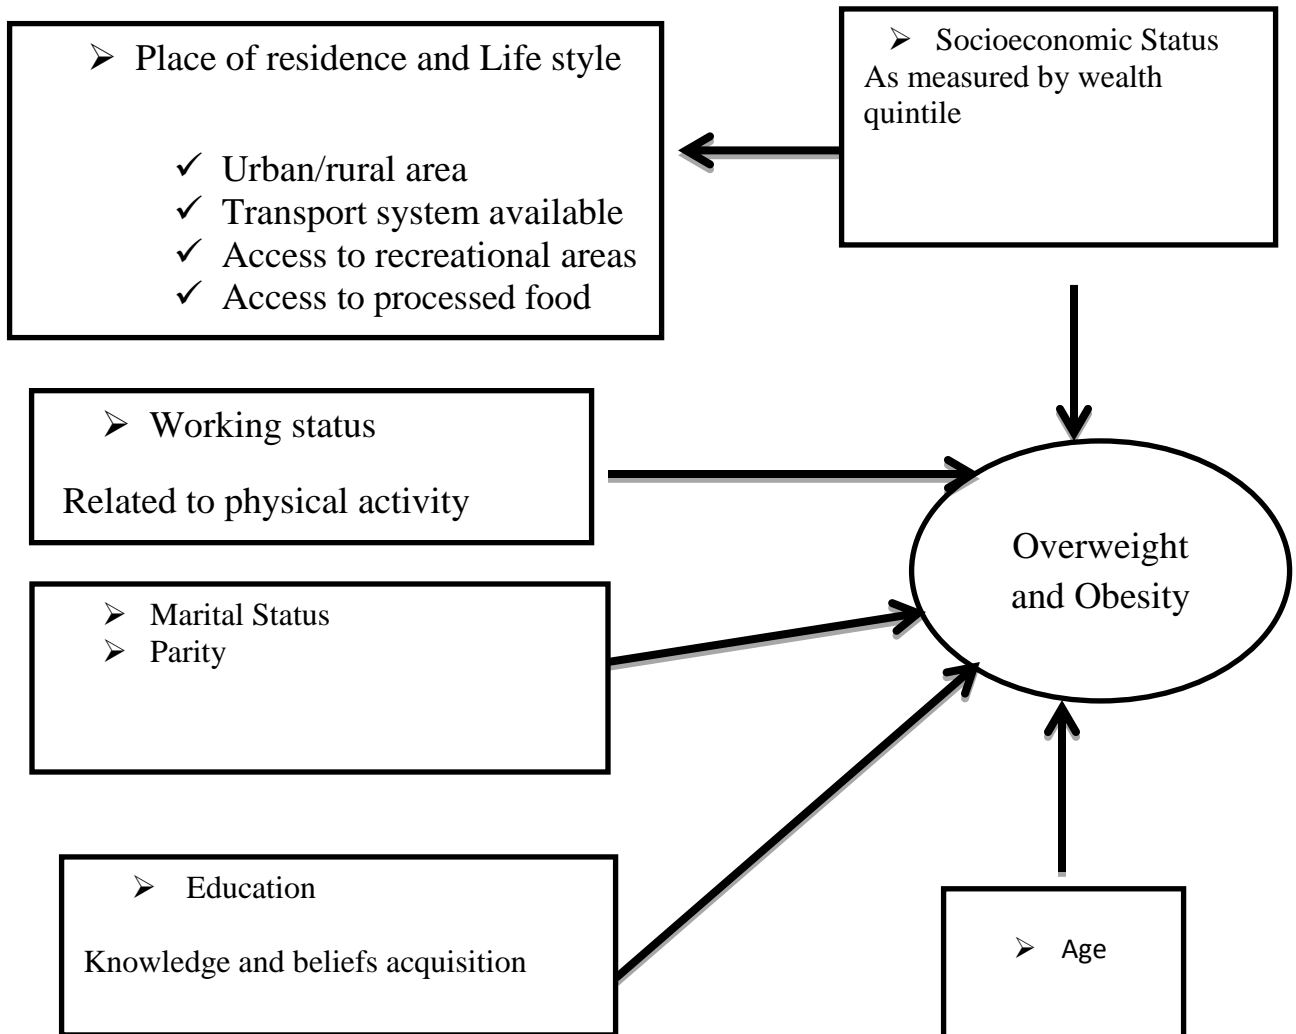 ➢ Place of residence and Life style
✓ Urban/rural area
✓ Transport system available
✓ Access to recreational areas
✓ Access to processed food
➢ Socioeconomic Status
As measured by wealth
quintile
➢ Working status
Related to physical activity
➢ Marital Status
➢ Parity
Overweight
and Obesity
➢ Education
Knowledge and beliefs acquisition
➢ Age